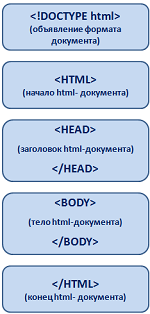 <!DOCTYPE html>
(объявление формата
документа)
<HTML>
(начало html- документа)
<HEAD>
(заголовок html-документа)
</HEAD>
<BODY>
(тело html-документа)
</BODY>
</HTML>
(конец html- документа)